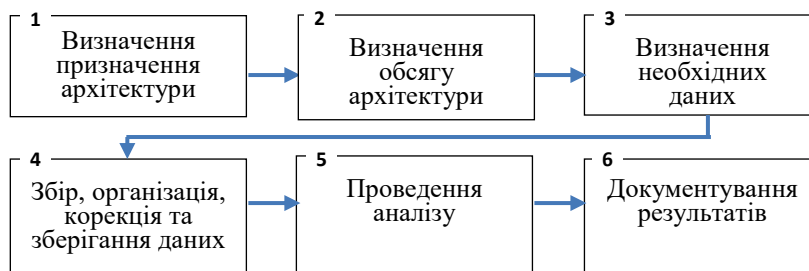 1
Визначення
призначення
архітектури
2
Визначення
обсягу
архітектури
3
Визначення
необхідних
даних
4
Збір, організація,
корекція та
зберігання даних
5
Проведення
аналізу
6
Документування
результатів